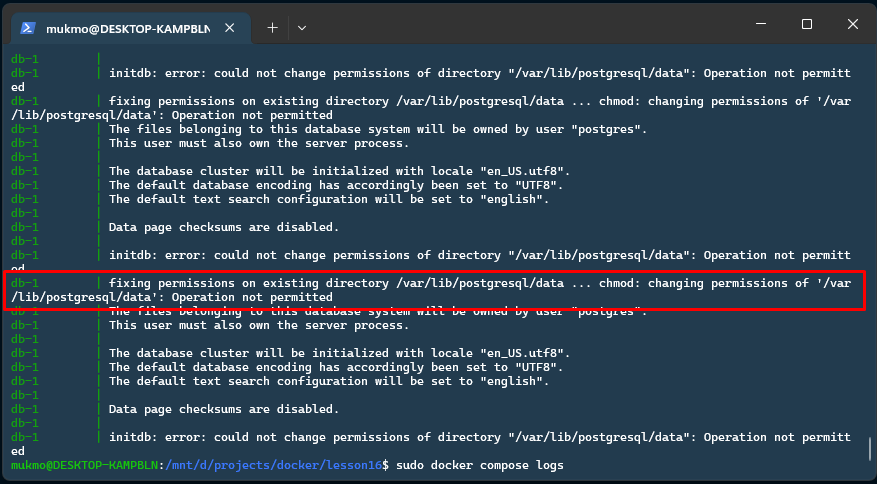 mukmo@DESKTOP-KAMPBLN
db-1 |
db-1 | initdb: error: could not change permissions of directory "/var/lib/postgresql/data": Operation not permitt
ed
db-1 | fixing permissions on existing directory /var/lib/postgresql/data ... chmod: changing permissions of '/var
/lib/postgresql/data': Operation not permitted
db-1 | The files belonging to this database system will be owned by user "postgres".
db-1 | This user must also own the server process.
db-1 |
db-1 | The database cluster will be initialized with locale "en_US.utf8".
db-1 | The default database encoding has accordingly been set to "UTF8".
db-1 | The default text search configuration will be set to "english".
db-1 |
db-1 | Data page checksums are disabled.
db-1 |
db-1 | initdb: error: could not change permissions of directory "/var/lib/postgresql/data": Operation not permitt
ed
db-1 | fixing permissions on existing directory /var/lib/postgresql/data ... chmod: changing permissions of '/var
/lib/postgresql/data': Operation not permitted
db-1 | The files belonging to this database system will be owned by user "postgres".
db-1 | This user must also own the server process.
db-1 |
db-1 | The database cluster will be initialized with locale "en_US.utf8".
db-1 | The default database encoding has accordingly been set to "UTF8".
db-1 | The default text search configuration will be set to "english".
db-1 |
db-1 | Data page checksums are disabled.
db-1 |
db-1 | initdb: error: could not change permissions of directory "/var/lib/postgresql/data": Operation not permitt
ed
mukmo@DESKTOP-KAMPBLN:/mnt/d/projects/docker/lesson16$ sudo docker compose logs